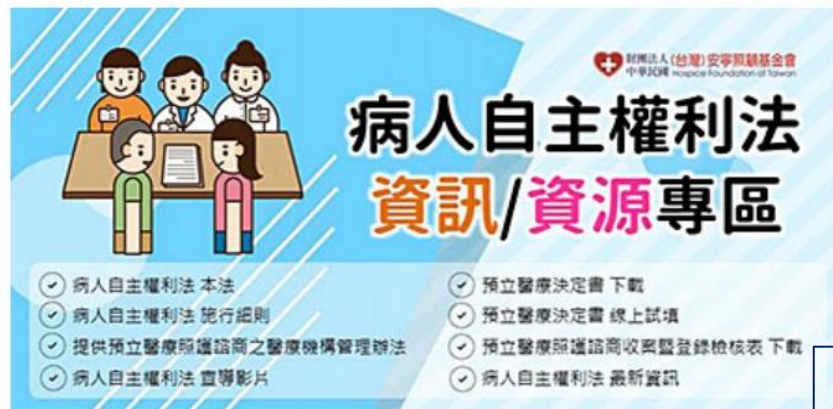 財團法人(台灣)安寧照顧基金會
中華民國 Hospice Foundation of Taiwan
病人自主權利法
資訊/資源專區
病人自主權利法 本法
病人自主權利法 施行細則
提供預立醫療照護諮商之醫療機構管理辦法
病人自主權利法 宣導影片
預立醫療決定書 下載
預立醫療決定書 線上試填
預立醫療照護諮商收案暨登錄檢核表 下載
病人自主權利法 最新資訊